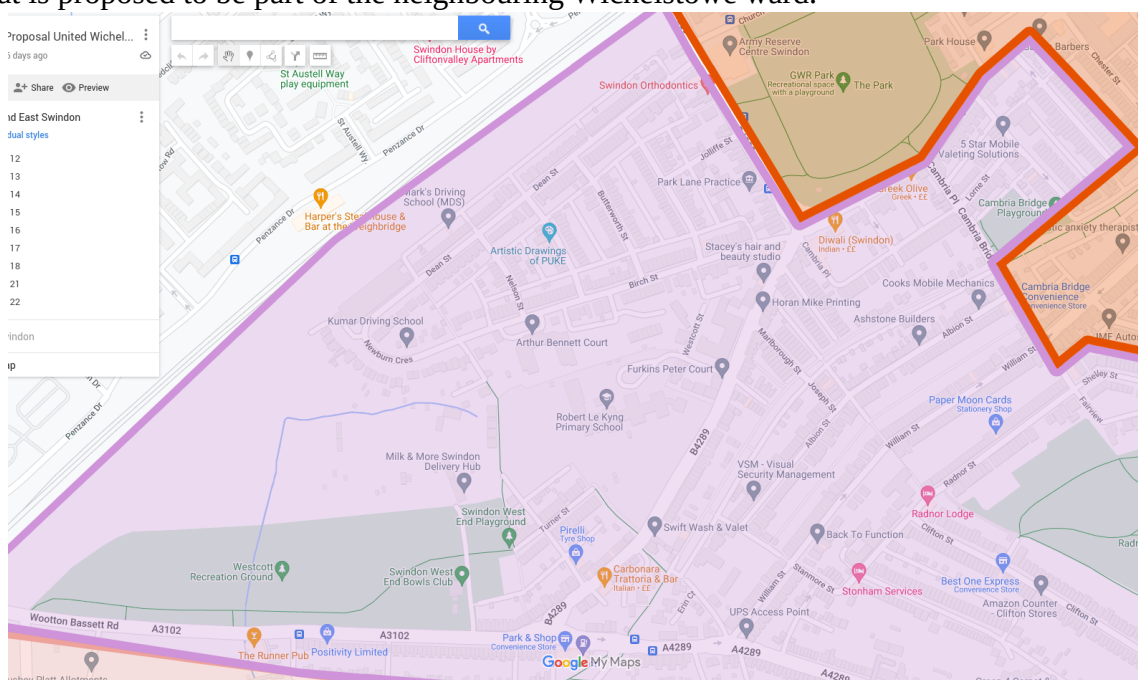 at is proposed to be part of the neighbouring Wichelstowe ward.
Proposal United Wichel...
days ago
Share Preview
nd East Swindon
dual styles
12
13
14
15
16
17
18
21
22
windon
ap
Swindon House by
Cliftonvalley Apartments
St Austell Way
play equipment
St Austell Wy.
Penzance Dr
Church
Army Reserve
Centre Swindon
GWR Park
Recreational space
with a playground
The Park
Park House
Barbers
Chester St
Swindon Orthodontics
Jolliffe St
5 Star Mobile
Valeting Solutions
Park Lane Practice
Greek Olive
Greek • ££
Lorne St
Cambria Pl
Cambria Bridge
Playground
Mark's Driving
School (MDS)
Dean St
Butterworth St
Harper's Steakhouse &
Bar at the Weighbridge
Penzance Dr
Artistic Drawings
of PUKE
Diwali (Swindon)
Indian • ££
Cambria Pl
Stacey's hair and
beauty studio
anxiety therapist
Dean St
Nelson St
Birch St
Cooks Mobile Mechanics
Cambria Bridge
Convenience
Convenience Store
Horan Mike Printing
Kumar Driving School
Ashstone Builders
Albion St
Arthur Bennett Court
Westcott St
Marlborough St
IMF Autos
Newburn Cres
William St
Furkins Peter Court
Joseph St
Shelley St
Penzance Dr
Robert Le Kyng
Primary School
Paper Moon Cards
Stationery Shop
Fairview
Albion St
William St
B4289
Milk & More Swindon
Delivery Hub
VSM - Visual
Security Management
Radnor St
Radnor Lodge
Swindon West
End Playground
Turner St
Pirelli
Tyre Shop
Swift Wash & Valet
Back To Function
Clifton St
Radn
Westcott
Recreation Ground
Swindon West
End Bowls Club
Carbonara
Trattoria & Bar
Italian • ££
Stanmore St
Stonham Services
Best One Express
Convenience Store
William St
Erin Ct
B4289
UPS Access Point
Amazon Counter
- Clifton Stores
Clifton St
Wootton Bassett Rd
A3102
A3102
The Runner Pub
Positivity Limited
Park & Shop
Convenience Store
A4289
A4289
A4289
Google My Maps